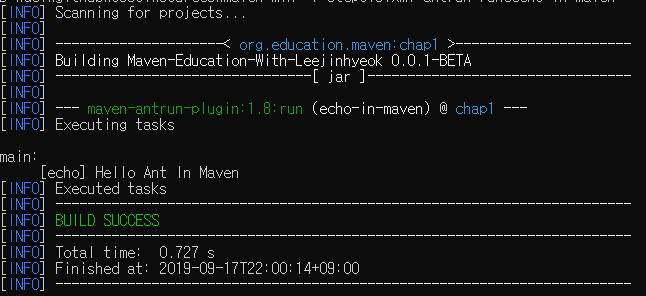 [INFO] Scanning for projects...
[INFO]
[INFO] ---------------------< org.education.maven:chap1 >----------------------
[INFO] Building Maven-Education-With-Leejinhyeok 0.0.1-BETA
[INFO] --------------------------------[ jar ]---------------------------------
[INFO]
[INFO] --- maven-antrun-plugin:1.8:run (echo-in-maven) @ chap1 ---
[INFO] Executing tasks
main:
[echo] Hello Ant In Maven
[INFO] Executed tasks
[INFO] ------------------------------------------------------------------------
[INFO] BUILD SUCCESS
[INFO] ------------------------------------------------------------------------
[INFO] Total time:  0.727 s
[INFO] Finished at: 2019-09-17T22:00:14+09:00
[INFO] ------------------------------------------------------------------------